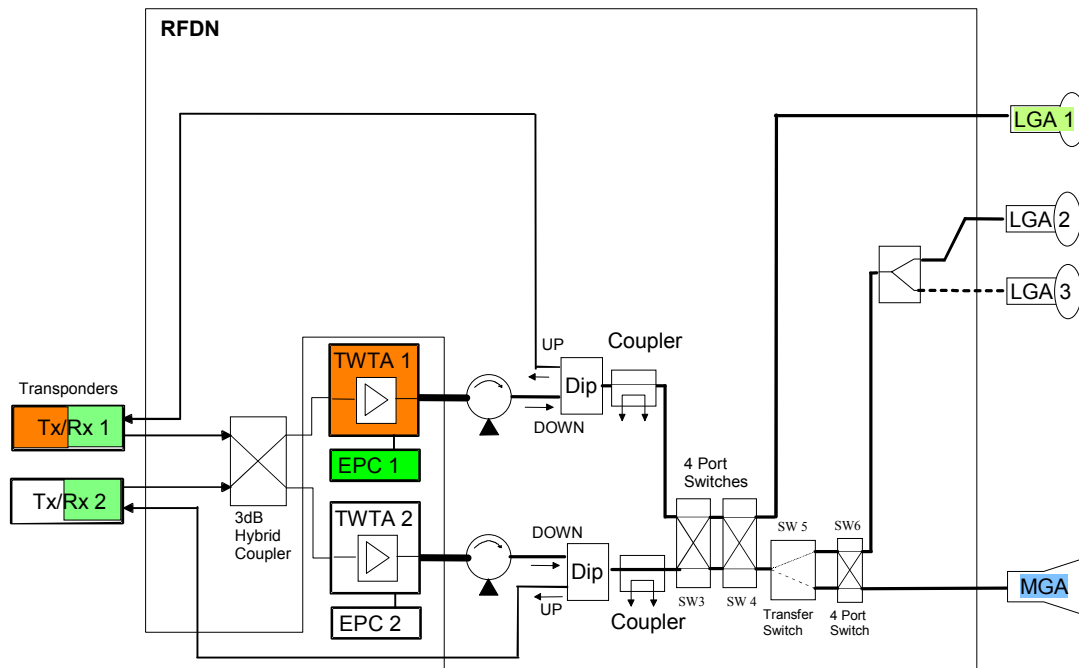 RFDN
LGA 1
LGA 2
LGA 3
UP
Coupler
TWTA 1
Dip
Transponders
DOWN
Tx/Rx 1
EPC 1
4 Port
Switches
Tx/Rx 2
3dB
Hybrid
Coupler
TWTA 2
DOWN
SW 5
SW6
Dip
MGA
UP
SW3
SW 4
EPC 2
Coupler
Transfer
Switch
4 Port
Switch